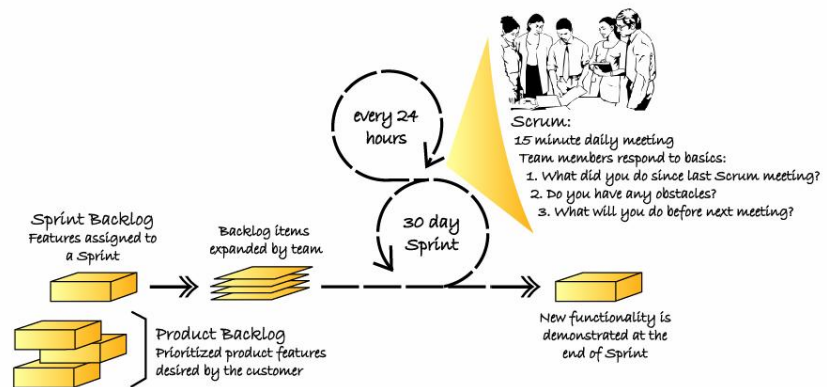 every 24
hours
Scrum:
15 minute daily meeting
Team members respond to basics:
1. What did you do since last Scrum meeting?
2. Do you have any obstacles?
3. What will you do before next meeting?
Sprint Backlog
Features assigned to
a Sprint
Backlog items
expanded by team
30 day
Sprint
New functionality is
demonstrated at the
end of Sprint
Product Backlog
Prioritized product features
desired by the customer